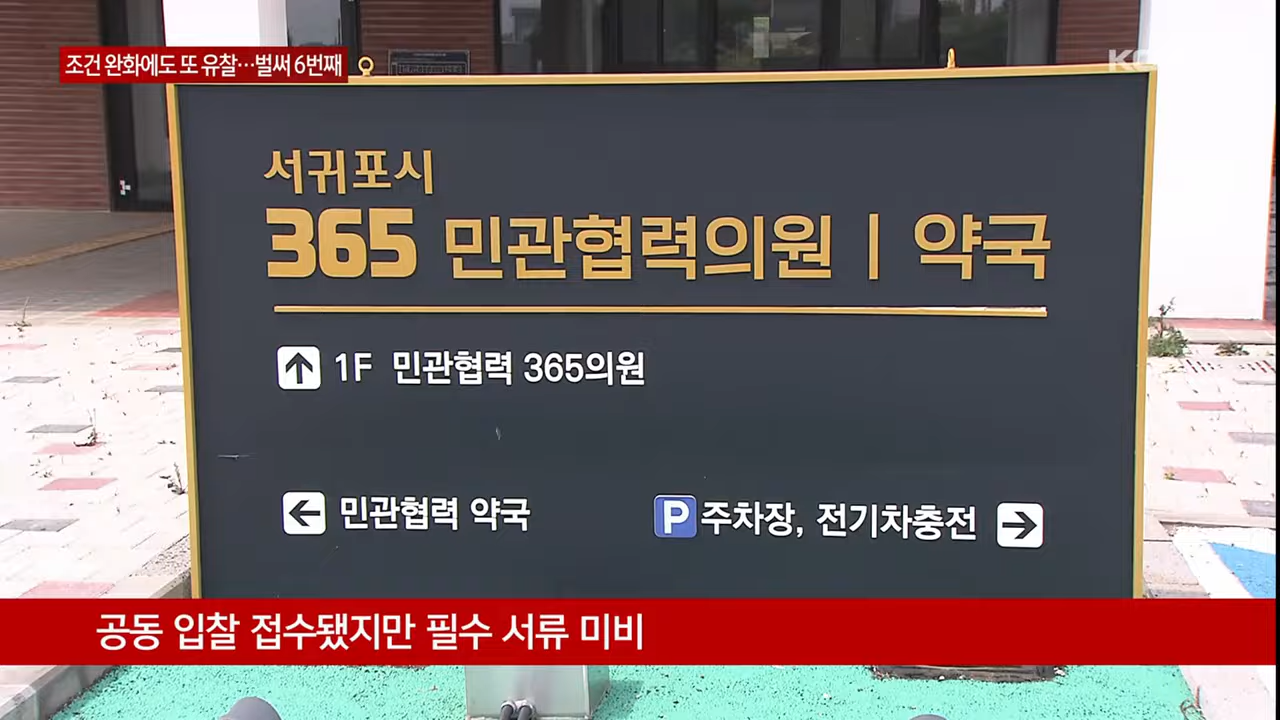 조건 완화에도 또 유찰…벌써 6번째
서귀포시
365 민관협력의원 | 약국
1F 민관협력 365의원
민관협력 약국
P 주차장, 전기차충전
공동 입찰 접수됐지만 필수 서류 미비